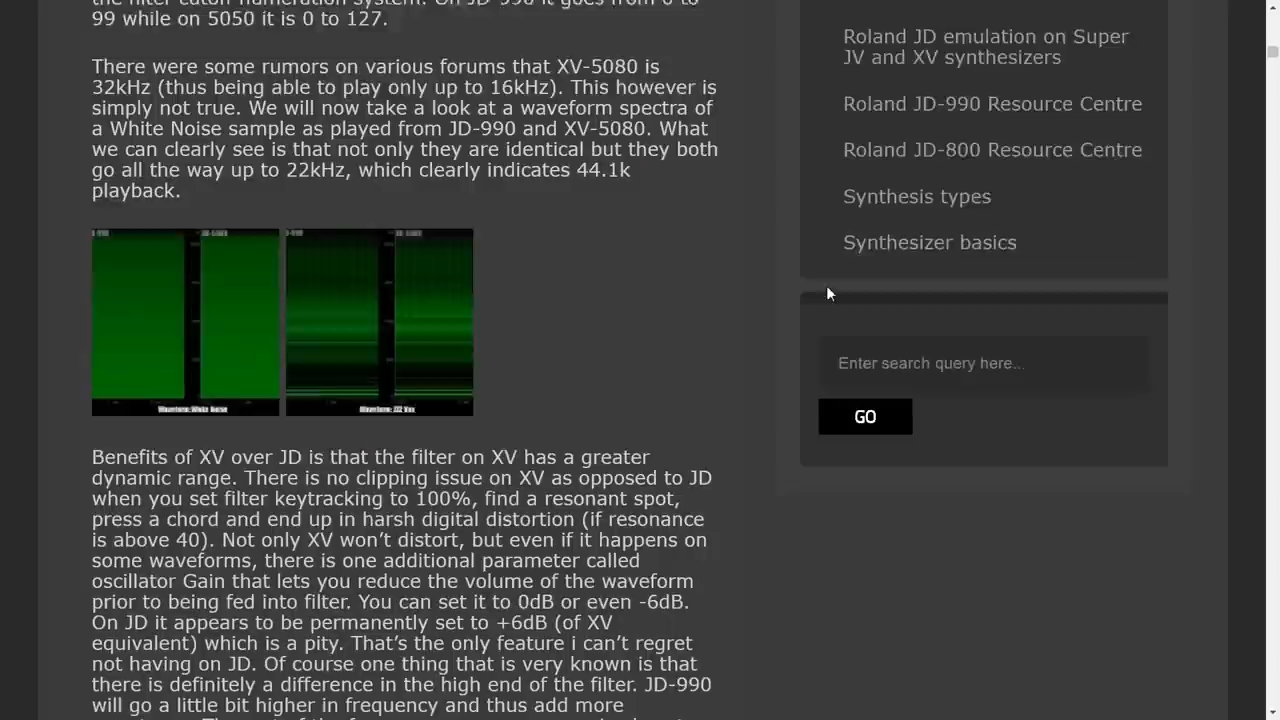 99 while on 5050 it is 0 to 127.
There were some rumors on various forums that XV-5080 is
32kHz (thus being able to play only up to 16kHz). This however is
simply not true. We will now take a look at a waveform spectra of
a White Noise sample as played from JD-990 and XV-5080. What
we can clearly see is that not only they are identical but they both
go all the way up to 22kHz, which clearly indicates 44.1k
playback.
Waveform: White Noise
Benefits of XV over JD is that the filter on XV has a greater
dynamic range. There is no clipping issue on XV as opposed to JD
when you set filter keytracking to 100%, find a resonant spot,
press a chord and end up in harsh digital distortion (if resonance
is above 40). Not only XV won’t distort, but even if it happens on
some waveforms, there is one additional parameter called
oscillator Gain that lets you reduce the volume of the waveform
prior to being fed into filter. You can set it to 0dB or even -6dB.
On JD it appears to be permanently set to +6dB (of XV
equivalent) which is a pity. That’s the only feature i can’t regret
not having on JD. Of course one thing that is very known is that
there is definitely a difference in the high end of the filter. JD-990
will go a little bit higher in frequency and thus add more
Roland JD emulation on Super
JV and XV synthesizers
Roland JD-990 Resource Centre
Roland JD-800 Resource Centre
Synthesis types
Synthesizer basics
Enter search query here...
GO